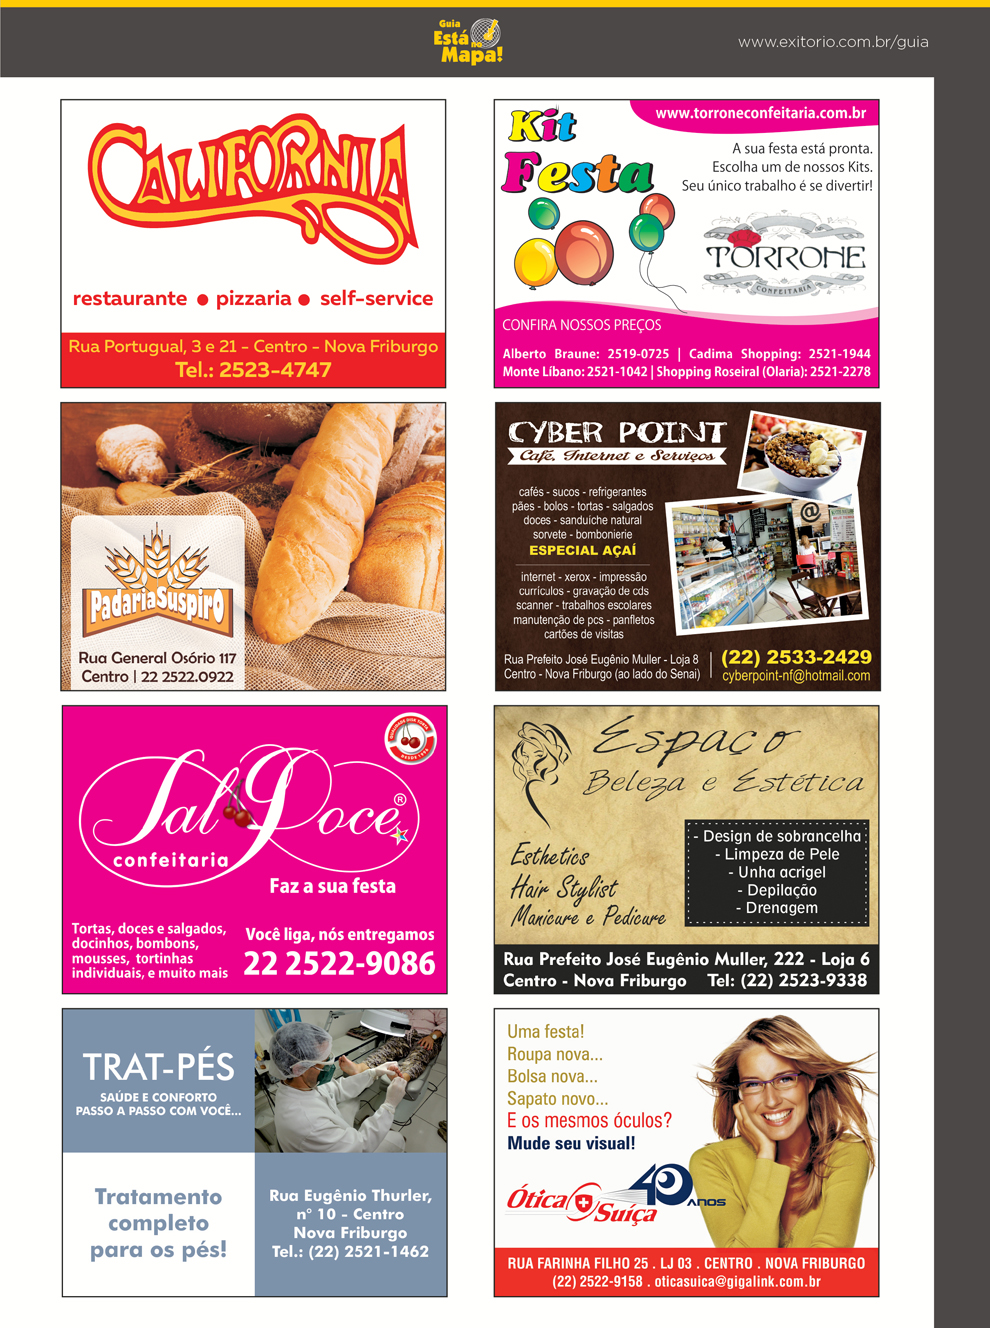 Guia
Está no
Mapa!
www.exitorio.com.br/guia
CALIFORNIA
restaurante ● pizzaria ● self-service
Rua Portugual, 3 e 21 - Centro - Nova Friburgo
Tel.: 2523-4747
www.torroneconfeitaria.com.br
Kit
Festa
A sua festa está pronta.
Escolha um de nossos Kits.
Seu único trabalho é se divertir!
TORRONE
CONFEITARIA
CONFIRA NOSSOS PREÇOS
Alberto Braune: 2519-0725 | Cadima Shopping: 2521-1944
Monte Líbano: 2521-1042 | Shopping Roseiral (Olaria): 2521-2278
Padaria Suspiro
Rua General Osório 117
Centro | 22 2522.0922
CYBER POINT
Café, Internet e Serviços
cafés - sucos - refrigerantes
pães - bolos - tortas - salgados
doces - sanduíche natural
sorvete - bombonierie
ESPECIAL AÇAÍ
internet - xerox - impressão
currículos - gravação de cds
scanner - trabalhos escolares
manutenção de pcs - panfletos
cartões de visitas
@
Rua Prefeito José Eugênio Muller - Loja 8
Centro - Nova Friburgo (ao lado do Senai)
(22) 2533-2429
cyberpoint-nf@hotmail.com
Sal Doce ®
confeitaria
Faz a sua festa
Tortas, doces e salgados,
docinhos, bombons,
mousses, tortinhas
individuais, e muito mais
Você liga, nós entregamos
22 2522-9086
Espaço
Beleza e Estética
Esthetics
Hair Stylist
Manicure e Pedicure
- Design de sobrancelha
- Limpeza de Pele
- Unha acrigel
- Depilação
- Drenagem
Rua Prefeito José Eugênio Muller, 222 - Loja 6
Centro - Nova Friburgo Tel: (22) 2523-9338
TRAT-PÉS
SAÚDE E CONFORTO
PASSO A PASSO COM VOCÊ...
Tratamento
completo
para os pés!
Rua Eugênio Thurler,
n° 10 - Centro
Nova Friburgo
Tel.: (22) 2521-1462
Uma festa!
Roupa nova...
Bolsa nova...
Sapato novo...
E os mesmos óculos?
Mude seu visual!
Ótica Suíça
40 ANOS
RUA FARINHA FILHO 25 . LJ 03 . CENTRO . NOVA FRIBURGO
(22) 2522-9158 . oticasuica@gigalink.com.br